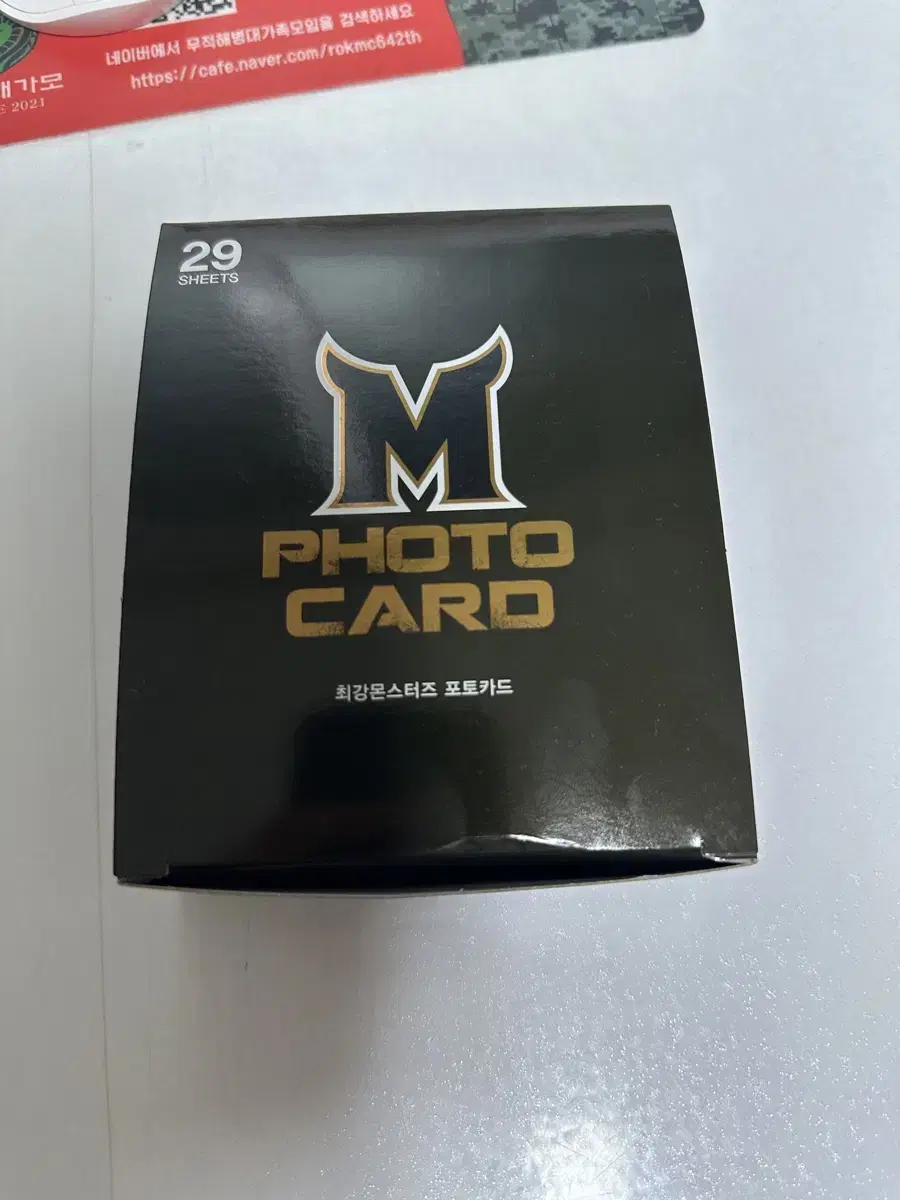 네이버에서 무적해병대가족모임을 검색하세요
https://cafe.naver.com/rokmc642th
가모
2021
29
SHEETS
M
PHOTO
CARD
최강몬스터즈 포토카드